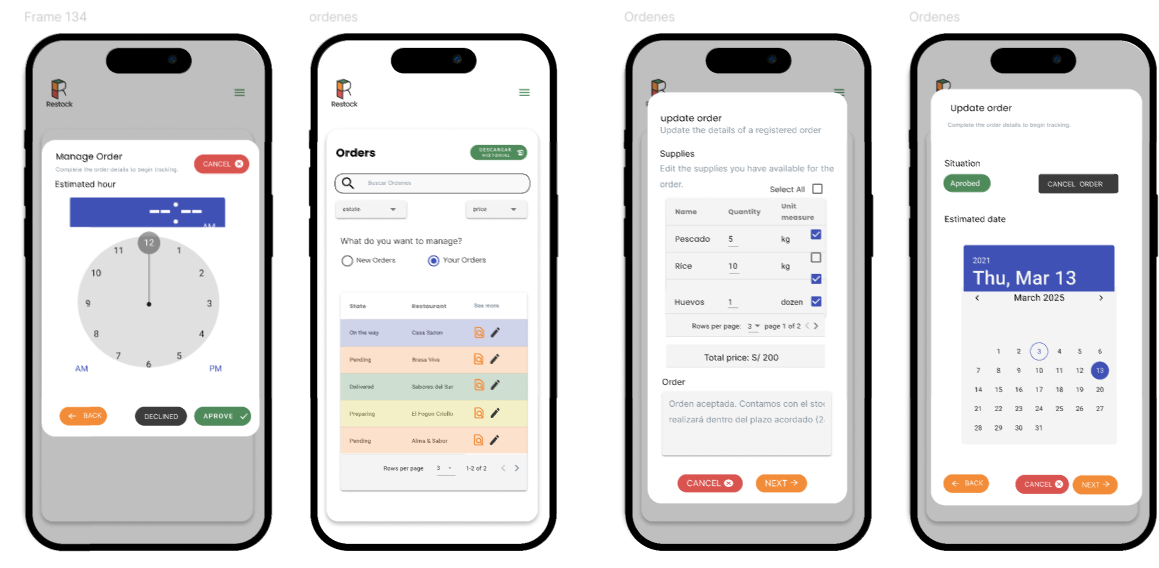 Frame 134
Restock
Manage Order
Complete the order details to begin tracking.
CANCEL
Estimated hour
--:--
AM
12
11 1
10 2
9 3
8 4
7 5
6
AM PM
BACK
DECLINED
APROVE
ordenes
Restock
Orders
DESCARGAR
Buscar Ordenes
estate
price
What do you want to manage?
New Orders
Your Orders
State Restaurant See more
On the way Casa Sazon
Pending Brasa Viva
Delivered Sabores del Sur
Preparing El Fogon Criollo
Pending Alma & Sabor
Rows per page 3 1-2 of 2
Ordenes
update order
Update the details of a registered order
Supplies
Edit the supplies you have available for the
order.
Select All
Name Quantity Unit
measure
Pescado 5 kg
Rice 10 kg
Huevos 1 dozen
Rows per page: 3 page 1 of 2
Total price: S/ 200
Order
Orden aceptada. Contamos con el stoc
realizará dentro del plazo acordado (2
CANCEL
NEXT
Ordenes
Update order
Complete the order details to begin tracking.
Situation
Aprobed
CANCEL ORDER
Estimated date
2021
Thu, Mar 13
March 2025
1 2 3 4 5 6
7 8 9 10 11 12 13
14 15 16 17 18 19 20
21 22 23 24 25 26 27
28 29 30 31
BACK
CANCEL
NEXT